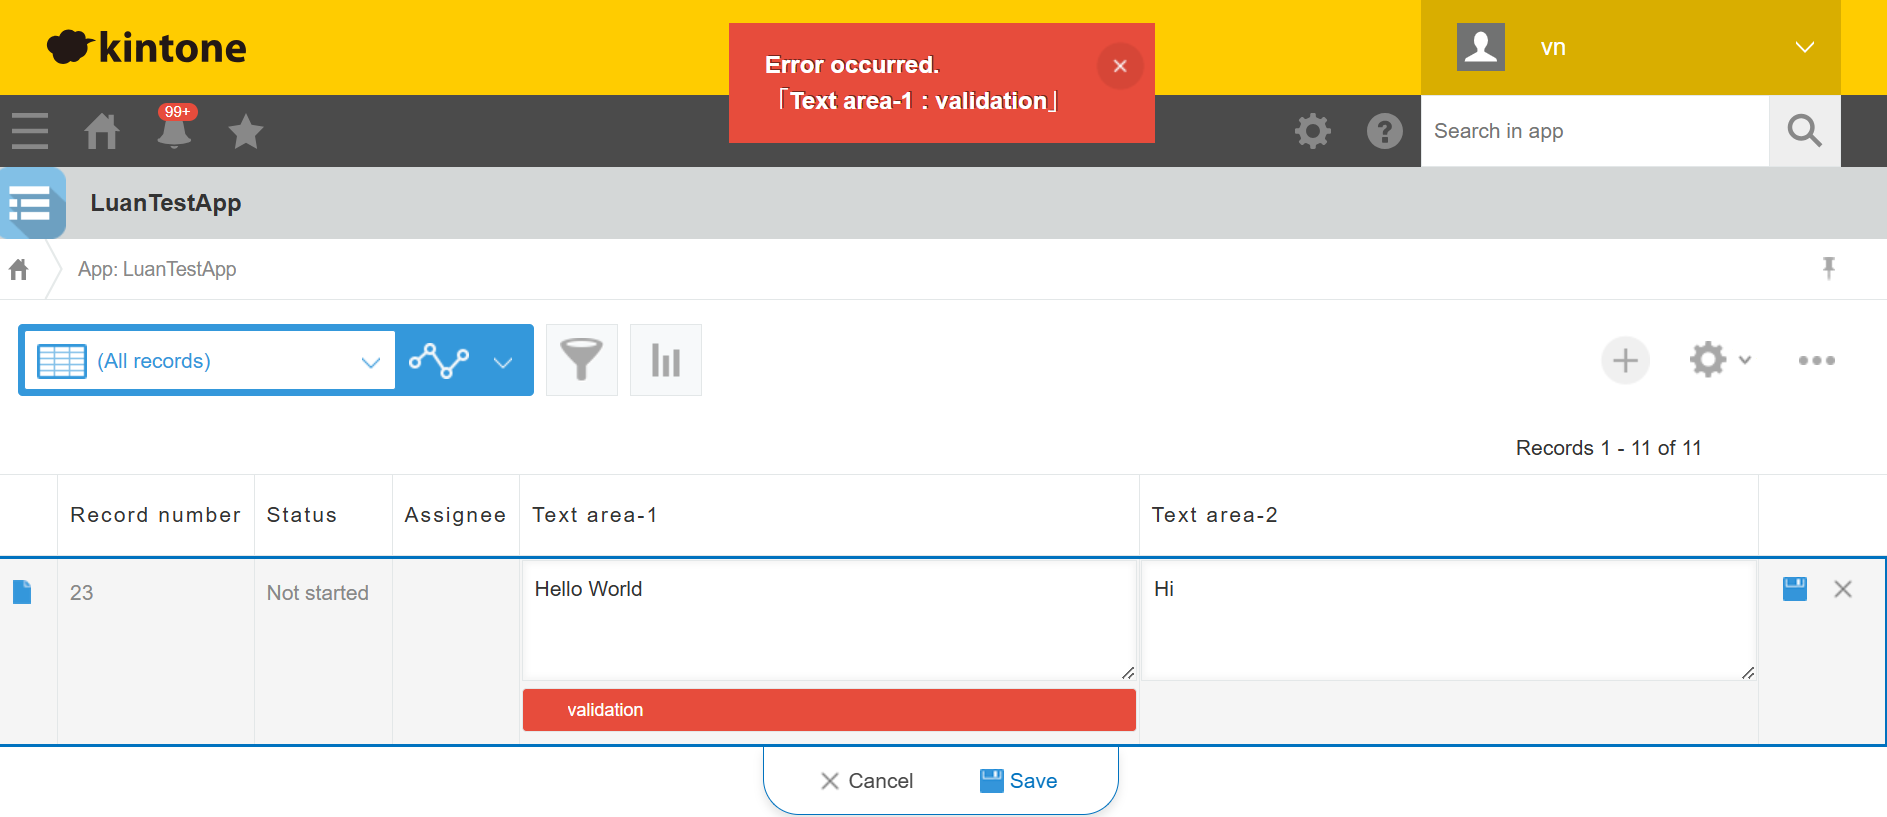 kintone
Error occurred.
「Text area-1 : validation」
vn
99+
Search in app
LuanTestApp
App: LuanTestApp
(All records)
Records 1 - 11 of 11
Record number Status Assignee Text area-1 Text area-2
23 Not started Hello World Hi
validation
Cancel Save